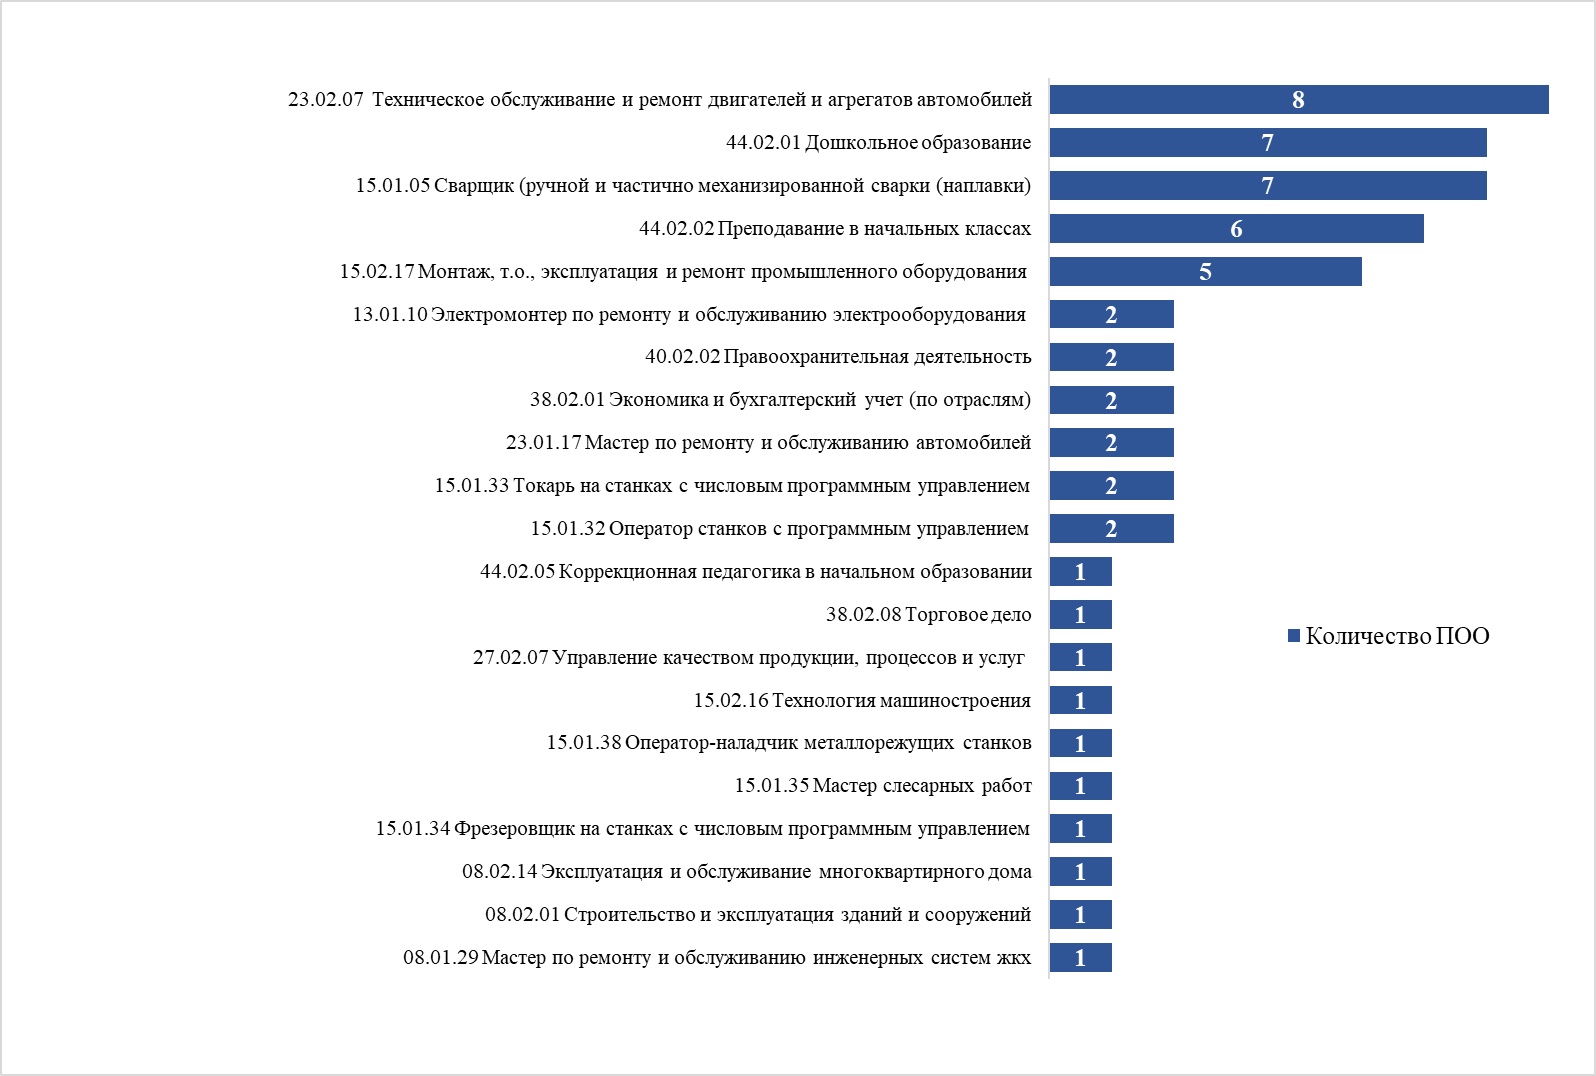 23.02.07 Техническое обслуживание и ремонт двигателей и агрегатов автомобилей 8
44.02.01 Дошкольное образование 7
15.01.05 Сварщик (ручной и частично механизированной сварки (наплавки) 7
44.02.02 Преподавание в начальных классах 6
15.02.17 Монтаж, т.о., эксплуатация и ремонт промышленного оборудования 5
13.01.10 Электромонтер по ремонту и обслуживанию электрооборудования 2
40.02.02 Правоохранительная деятельность 2
38.02.01 Экономика и бухгалтерский учет (по отраслям) 2
23.01.17 Мастер по ремонту и обслуживанию автомобилей 2
15.01.33 Токарь на станках с числовым программным управлением 2
15.01.32 Оператор станков с программным управлением 2
44.02.05 Коррекционная педагогика в начальном образовании 1
38.02.08 Торговое дело 1
Количество ПОО
27.02.07 Управление качеством продукции, процессов и услуг 1
15.02.16 Технология машиностроения 1
15.01.38 Оператор-наладчик металлорежущих станков 1
15.01.35 Мастер слесарных работ 1
15.01.34 Фрезеровщик на станках с числовым программным управлением 1
08.02.14 Эксплуатация и обслуживание многоквартирного дома 1
08.02.01 Строительство и эксплуатация зданий и сооружений 1
08.01.29 Мастер по ремонту и обслуживанию инженерных систем жкх 1